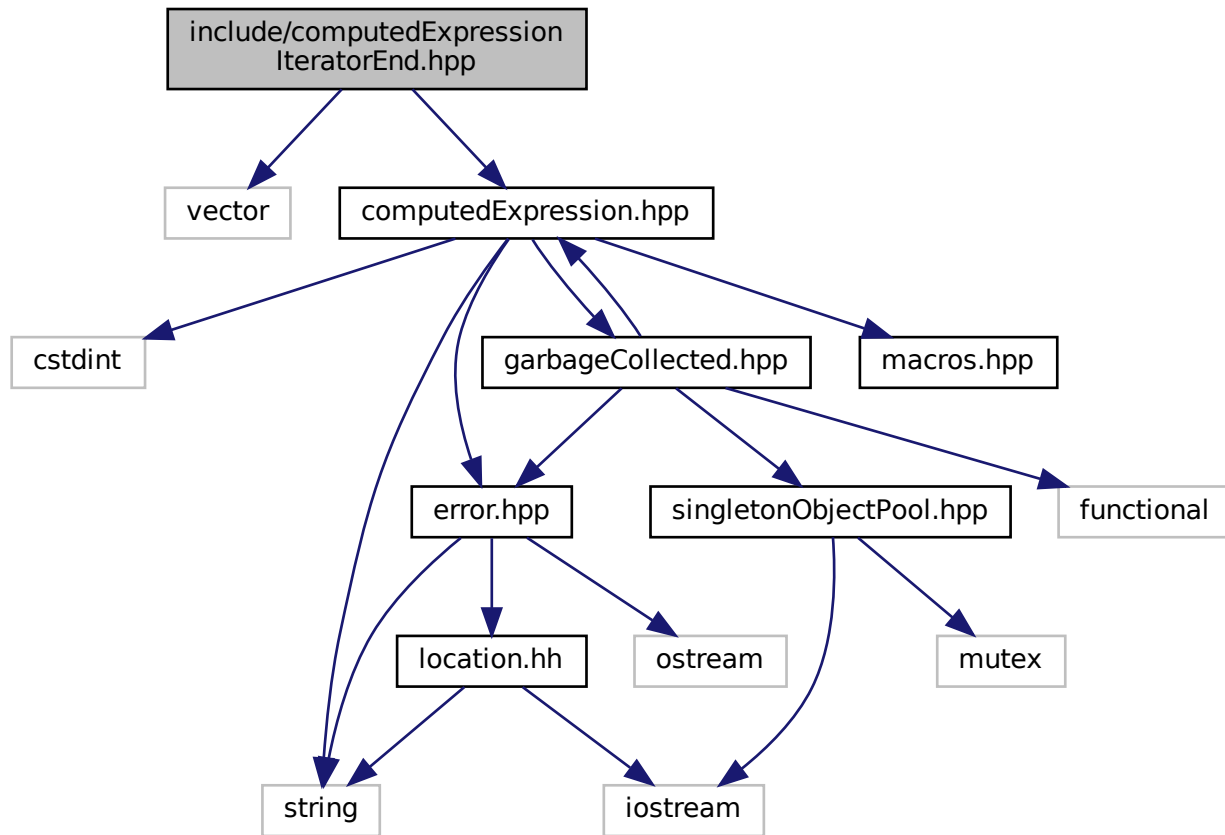 include/computedExpression
IteratorEnd.hpp
vector
computedExpression.hpp
cstdint
garbageCollected.hpp
macros.hpp
error.hpp
singletonObjectPool.hpp
functional
location.hh
ostream
mutex
string
iostream